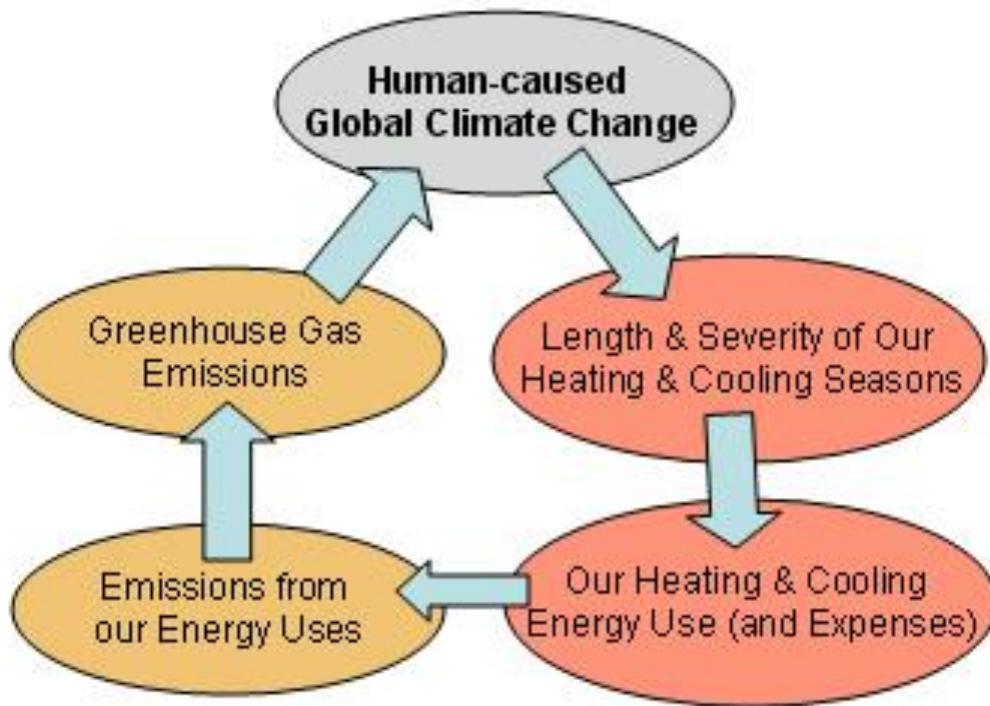 Human-caused
Global Climate Change
Length & Severity of Our
Heating & Cooling Seasons
Our Heating & Cooling
Energy Use (and Expenses)
Emissions from
our Energy Uses
Greenhouse Gas
Emissions